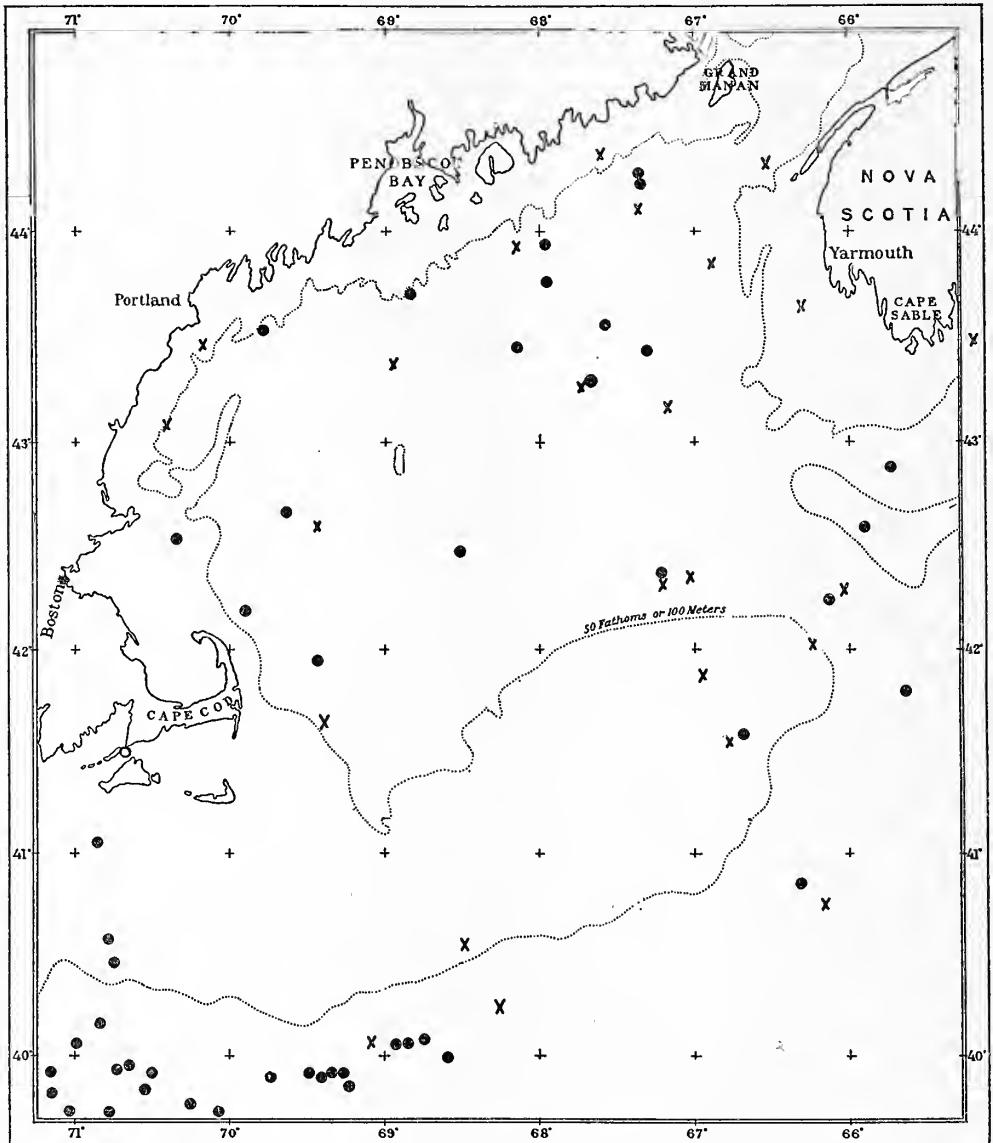 71° 70° 69° 68° 67° 66°
GRAND
MANAN
PENOBSCOT
BAY
NOVA
SCOTIA
44° 44°
Yarmouth
Portland
CAPE
SABLE
43° 43°
Boston
50 Fathoms or 100 Meters
42° 42°
CAPE COD
41° 41°
40° 40°
71° 70° 69° 68° 67° 66°